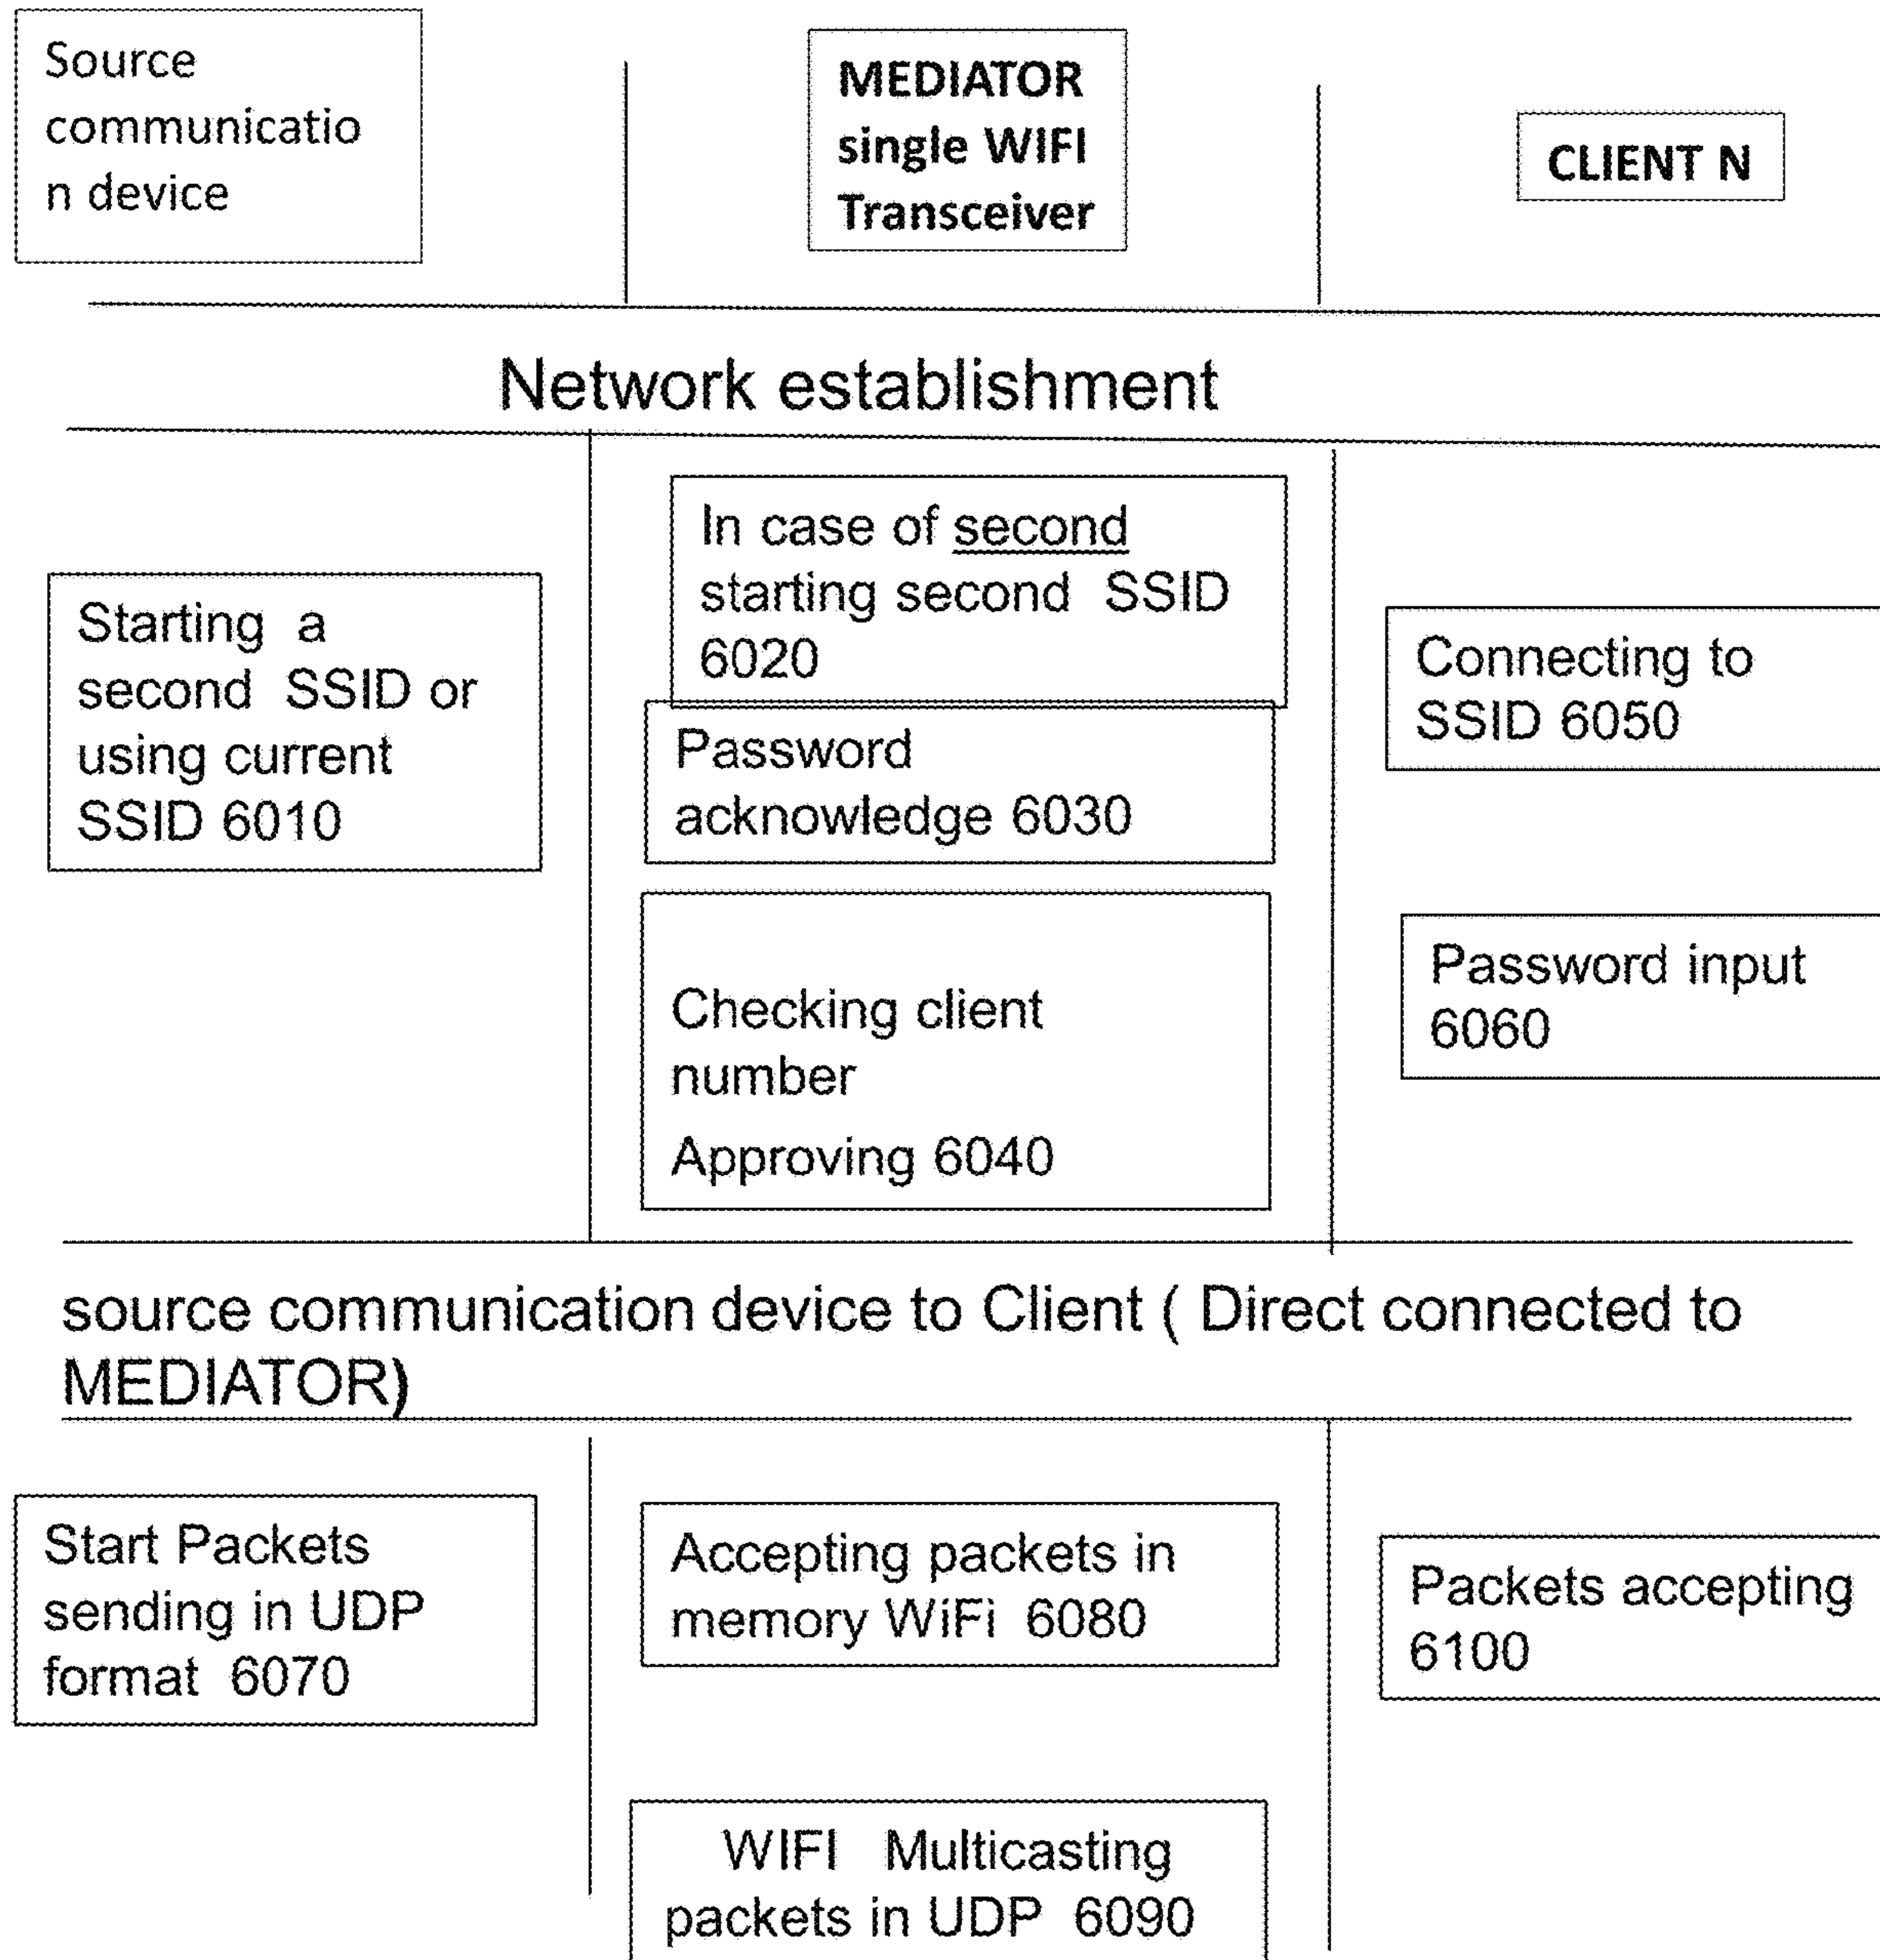 Source
communicatio
n device
MEDIATOR
single WIFI
Transceiver
CLIENT N
Network establishment
Starting a
second SSID or
using current
SSID 6010
In case of second
starting second SSID
6020
Password
acknowledge 6030
Checking client
number
Approving 6040
Connecting to
SSID 6050
Password input
6060
source communication device to Client ( Direct connected to
MEDIATOR)
Start Packets
sending in UDP
format 6070
Accepting packets in
memory WiFi 6080
WIFI Multicasting
packets in UDP 6090
Packets accepting
6100